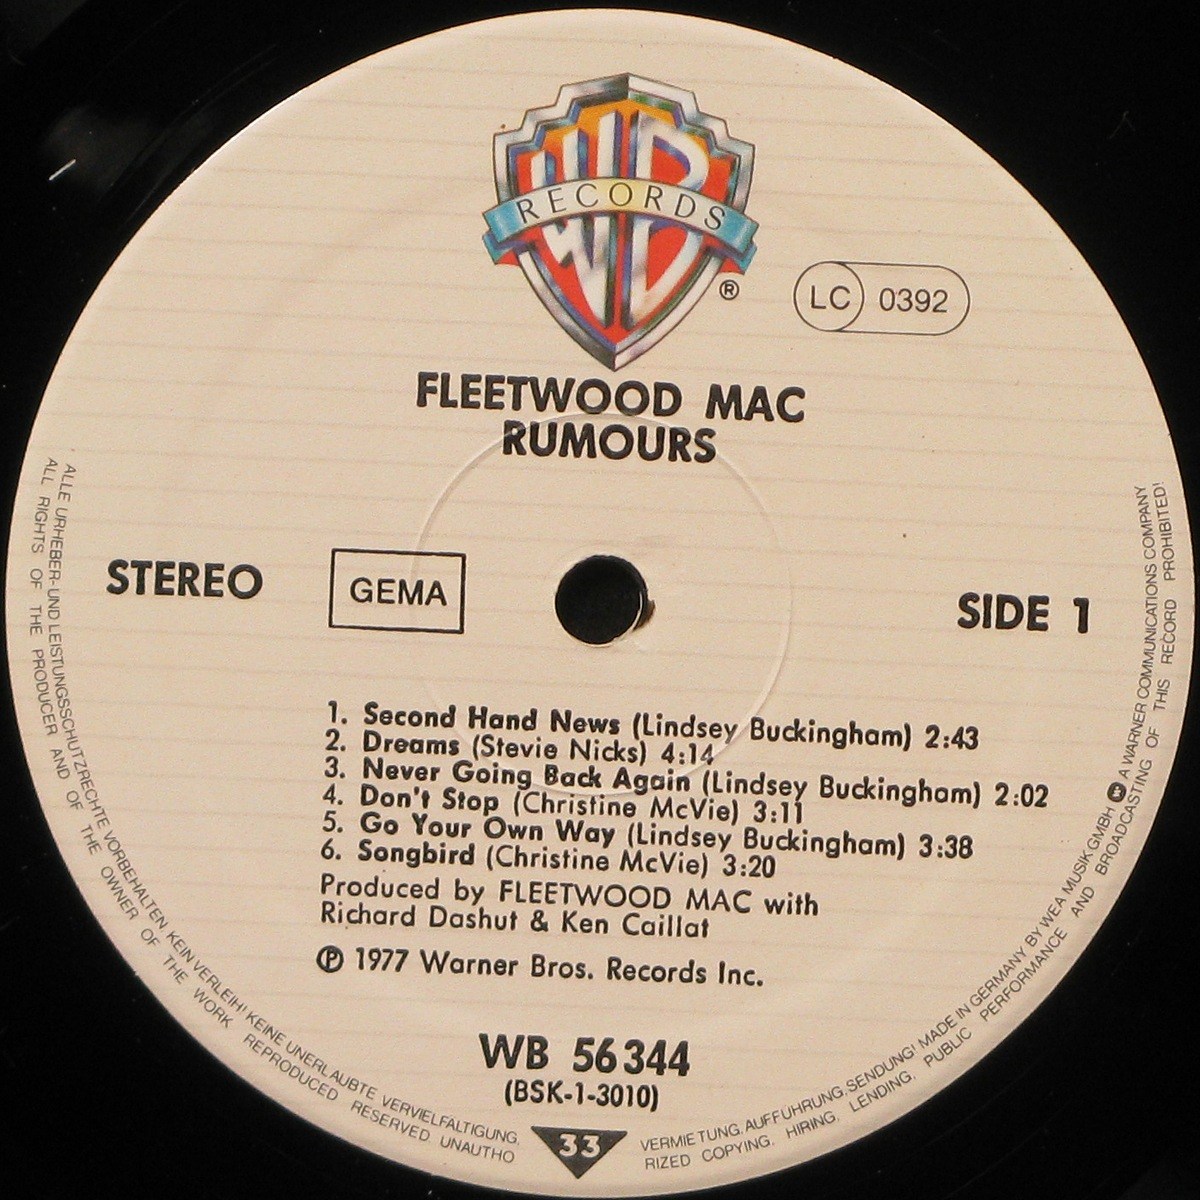 WB
RECORDS
®
LC 0392
FLEETWOOD MAC
RUMOURS
STEREO
GEMA
SIDE 1
1. Second Hand News (Lindsey Buckingham) 2:43
2. Dreams (Stevie Nicks) 4:14
3. Never Going Back Again (Lindsey Buckingham) 2:02
4. Don't Stop (Christine McVie) 3:11
5. Go Your Own Way (Lindsey Buckingham) 3:38
6. Songbird (Christine McVie) 3:20
Produced by FLEETWOOD MAC with
Richard Dashut & Ken Caillat
℗ 1977 Warner Bros. Records Inc.
WB 56 344
(BSK-1-3010)
33
ALLE URHEBER- UND LEISTUNGSSCHUTZRECHTE VORBEHALTEN. KEIN VERLEIH! KEINE UNERLAUBTE VERVIELFÄLTIGUNG, VERMIETUNG, AUFFÜHRUNG, SENDUNG! MADE IN GERMANY BY WEA MUSIK GMBH A WARNER COMMUNICATIONS COMPANY
ALL RIGHTS OF THE PRODUCER AND OF THE OWNER OF THE WORK REPRODUCED RESERVED UNAUTHORIZED COPYING, HIRING, LENDING, PUBLIC PERFORMANCE AND BROADCASTING OF THIS RECORD PROHIBITED!